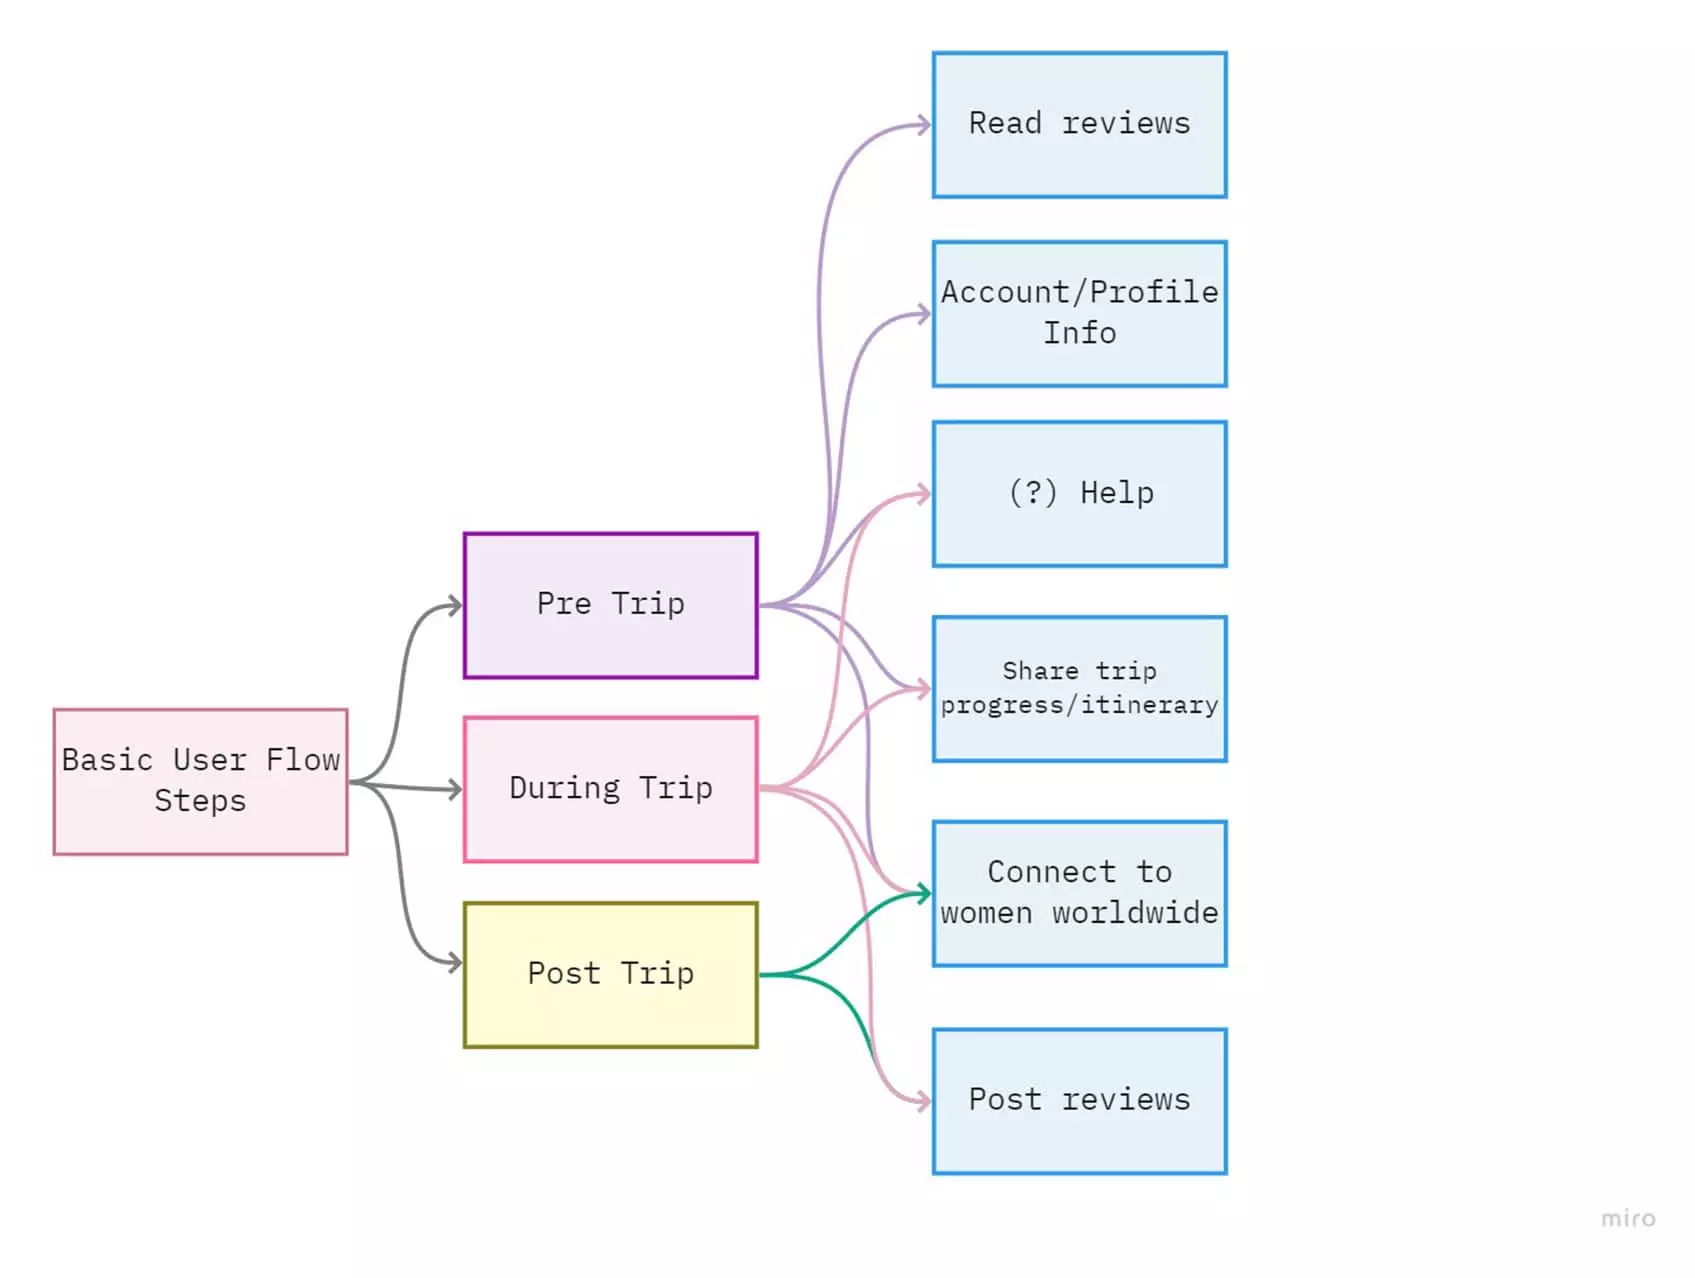 Read reviews
Account/Profile
Info
(?) Help
Pre Trip
Share trip
progress/itinerary
Basic User Flow
Steps
During Trip
Connect to
women worldwide
Post Trip
Post reviews
miro